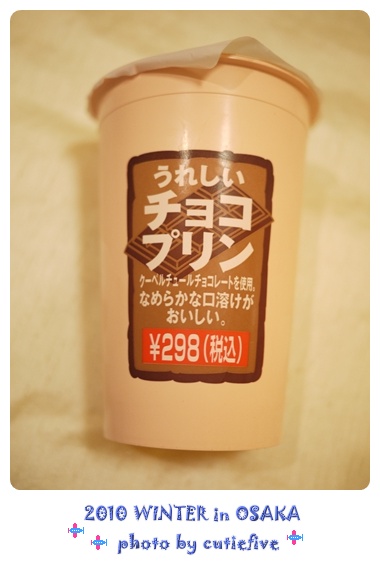 うれしい
チョコ
プリン
クーベルチュールチョコレートを使用。
なめらかな口溶けが
おいしい。
¥298(税込)
2010 WINTER in OSAKA
photo by cutiefive